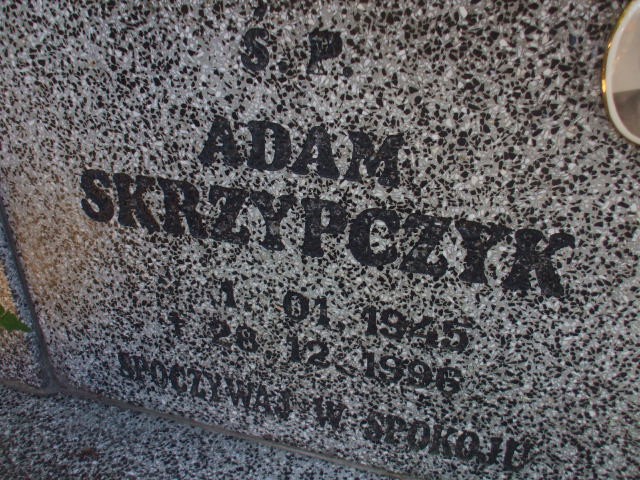 Ś. P.
ADAM
SKRZYPCZYK
1. 01. 1945
† 28. 12. 1996
SPOCZYWAJ W SPOKOJU